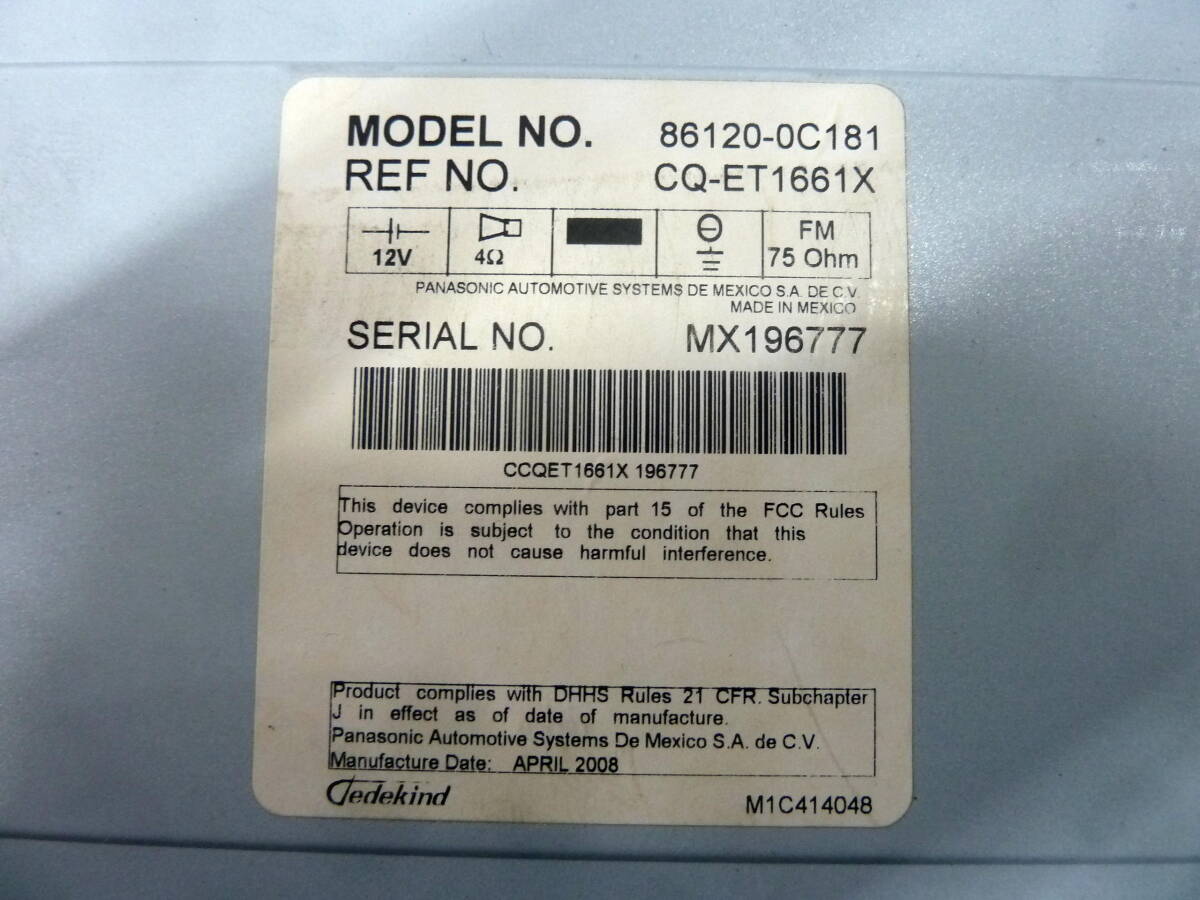 MODEL NO. 86120-0C181
REF NO. CQ-ET1661X
12V 4Ω FM
75 Ohm
PANASONIC AUTOMOTIVE SYSTEMS DE MEXICO S.A. DE C.V.
MADE IN MEXICO
SERIAL NO. MX196777
CCQET1661X 196777
This device complies with part 15 of the FCC Rules
Operation is subject to the condition that this
device does not cause harmful interference.
Product complies with DHHS Rules 21 CFR. Subchapter
J in effect as of date of manufacture.
Panasonic Automotive Systems De Mexico S.A. de C.V.
Manufacture Date: APRIL 2008
Jedekind M1C414048